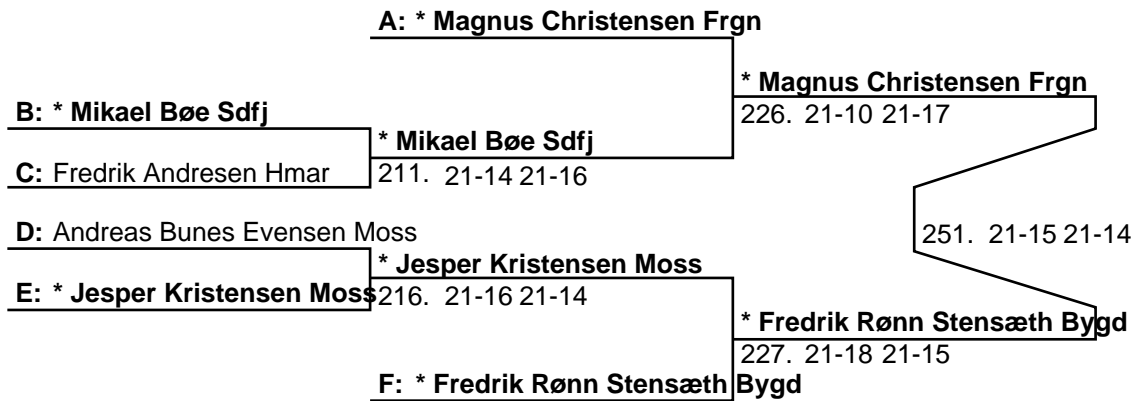 A: * Magnus Christensen Frgn
* Magnus Christensen Frgn
B: * Mikael Bøe Sdfj
226. 21-10 21-17
* Mikael Bøe Sdfj
C: Fredrik Andresen Hmar
211. 21-14 21-16
D: Andreas Bunes Evensen Moss
251. 21-15 21-14
* Jesper Kristensen Moss
E: * Jesper Kristensen Moss
216. 21-16 21-14
* Fredrik Rønn Stensæth Bygd
227. 21-18 21-15
F: * Fredrik Rønn Stensæth Bygd